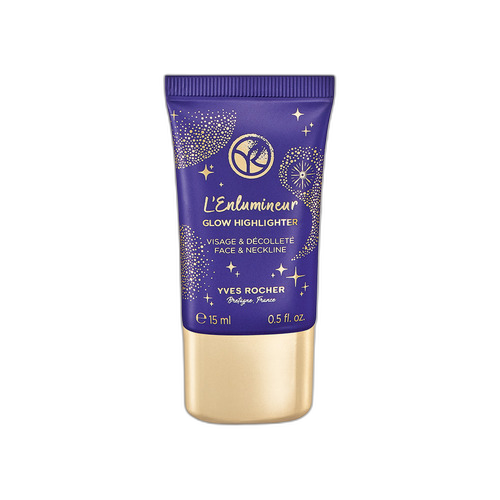 L'Enlumineur
GLOW HIGHLIGHTER
VISAGE & DÉCOLLETÉ
FACE & NECKLINE
YVES ROCHER
Bretagne, France
℮ 15 ml 0.5 fl. oz.